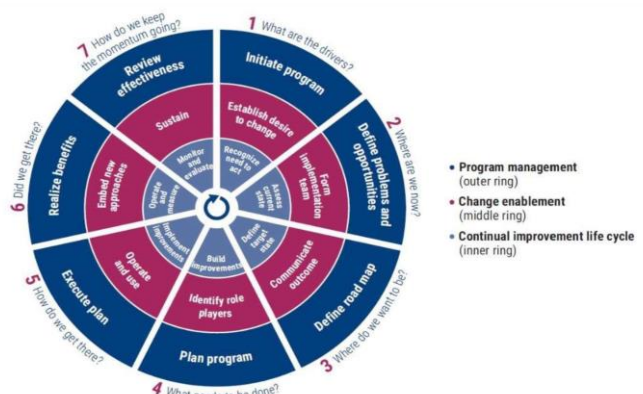 1 What are the drivers?
Initiate program
Establish desire
to change
Recognize
need to
act
2 Where are we now?
Define problems and
opportunities
Form
implementation
team
Assess
current
state
3 Where do we want to be?
Define road map
Communicate
outcome
Define
target
state
4 What needs to be done?
Plan program
Identify role
players
Build
improvements
5 How do we get there?
Execute plan
Operate
and use
Implement
improvements
6 Did we get there?
Realize benefits
Embed new
approaches
Operate
and
measure
7 How do we keep
the momentum going?
Review
effectiveness
Sustain
Monitor
and
evaluate
• Program management
(outer ring)
• Change enablement
(middle ring)
• Continual improvement life cycle
(inner ring)